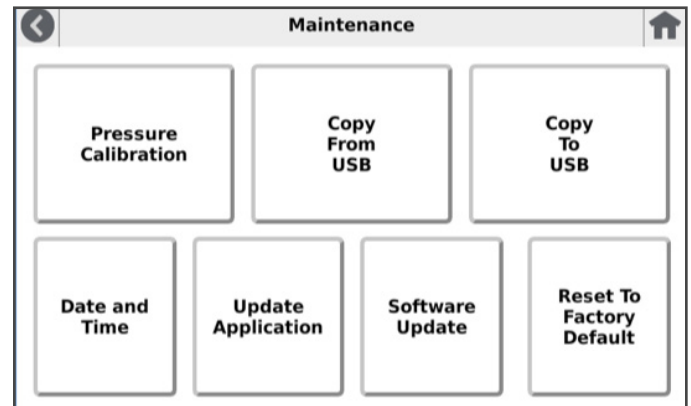 Maintenance
Pressure
Calibration
Copy
From
USB
Copy
To
USB
Date and
Time
Update
Application
Software
Update
Reset To
Factory
Default